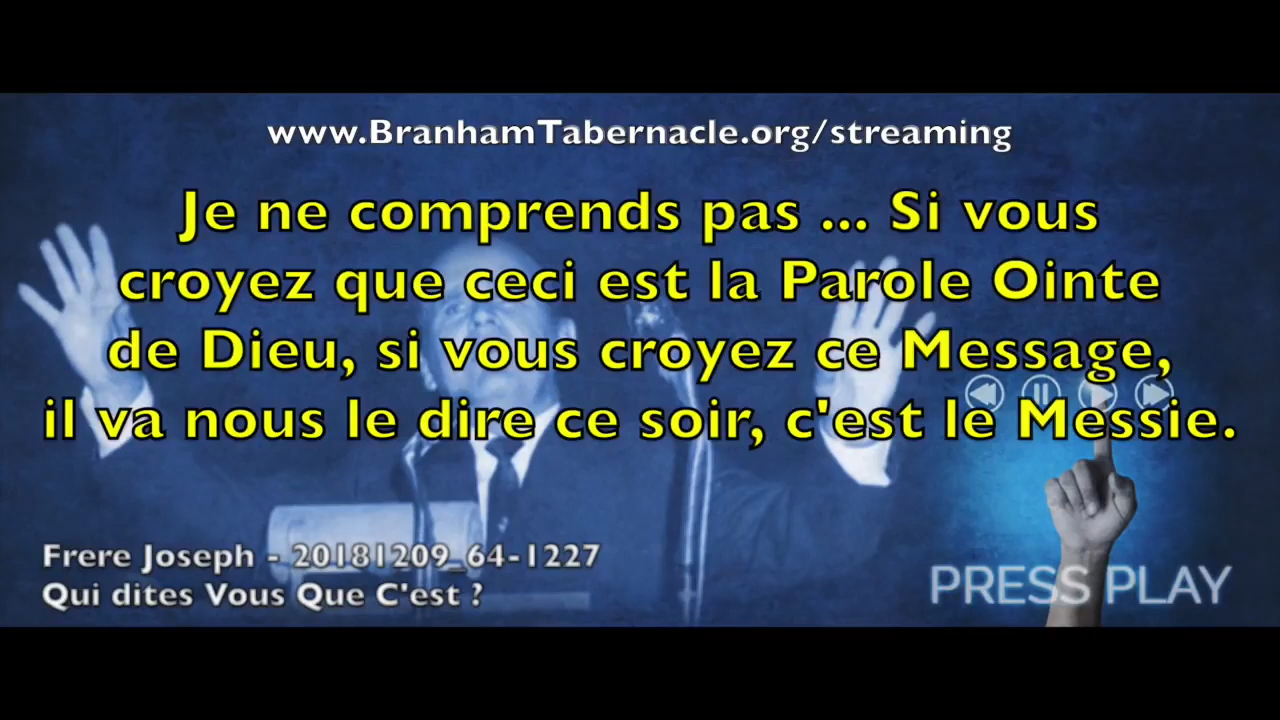 www.BranhamTabernacle.org/streaming
Je ne comprends pas ... Si vous
croyez que ceci est la Parole Ointe
de Dieu, si vous croyez ce Message,
il va nous le dire ce soir, c'est le Messie.
Frere Joseph - 20181209_64-1227
Qui dites Vous Que C'est ?
PRESS PLAY